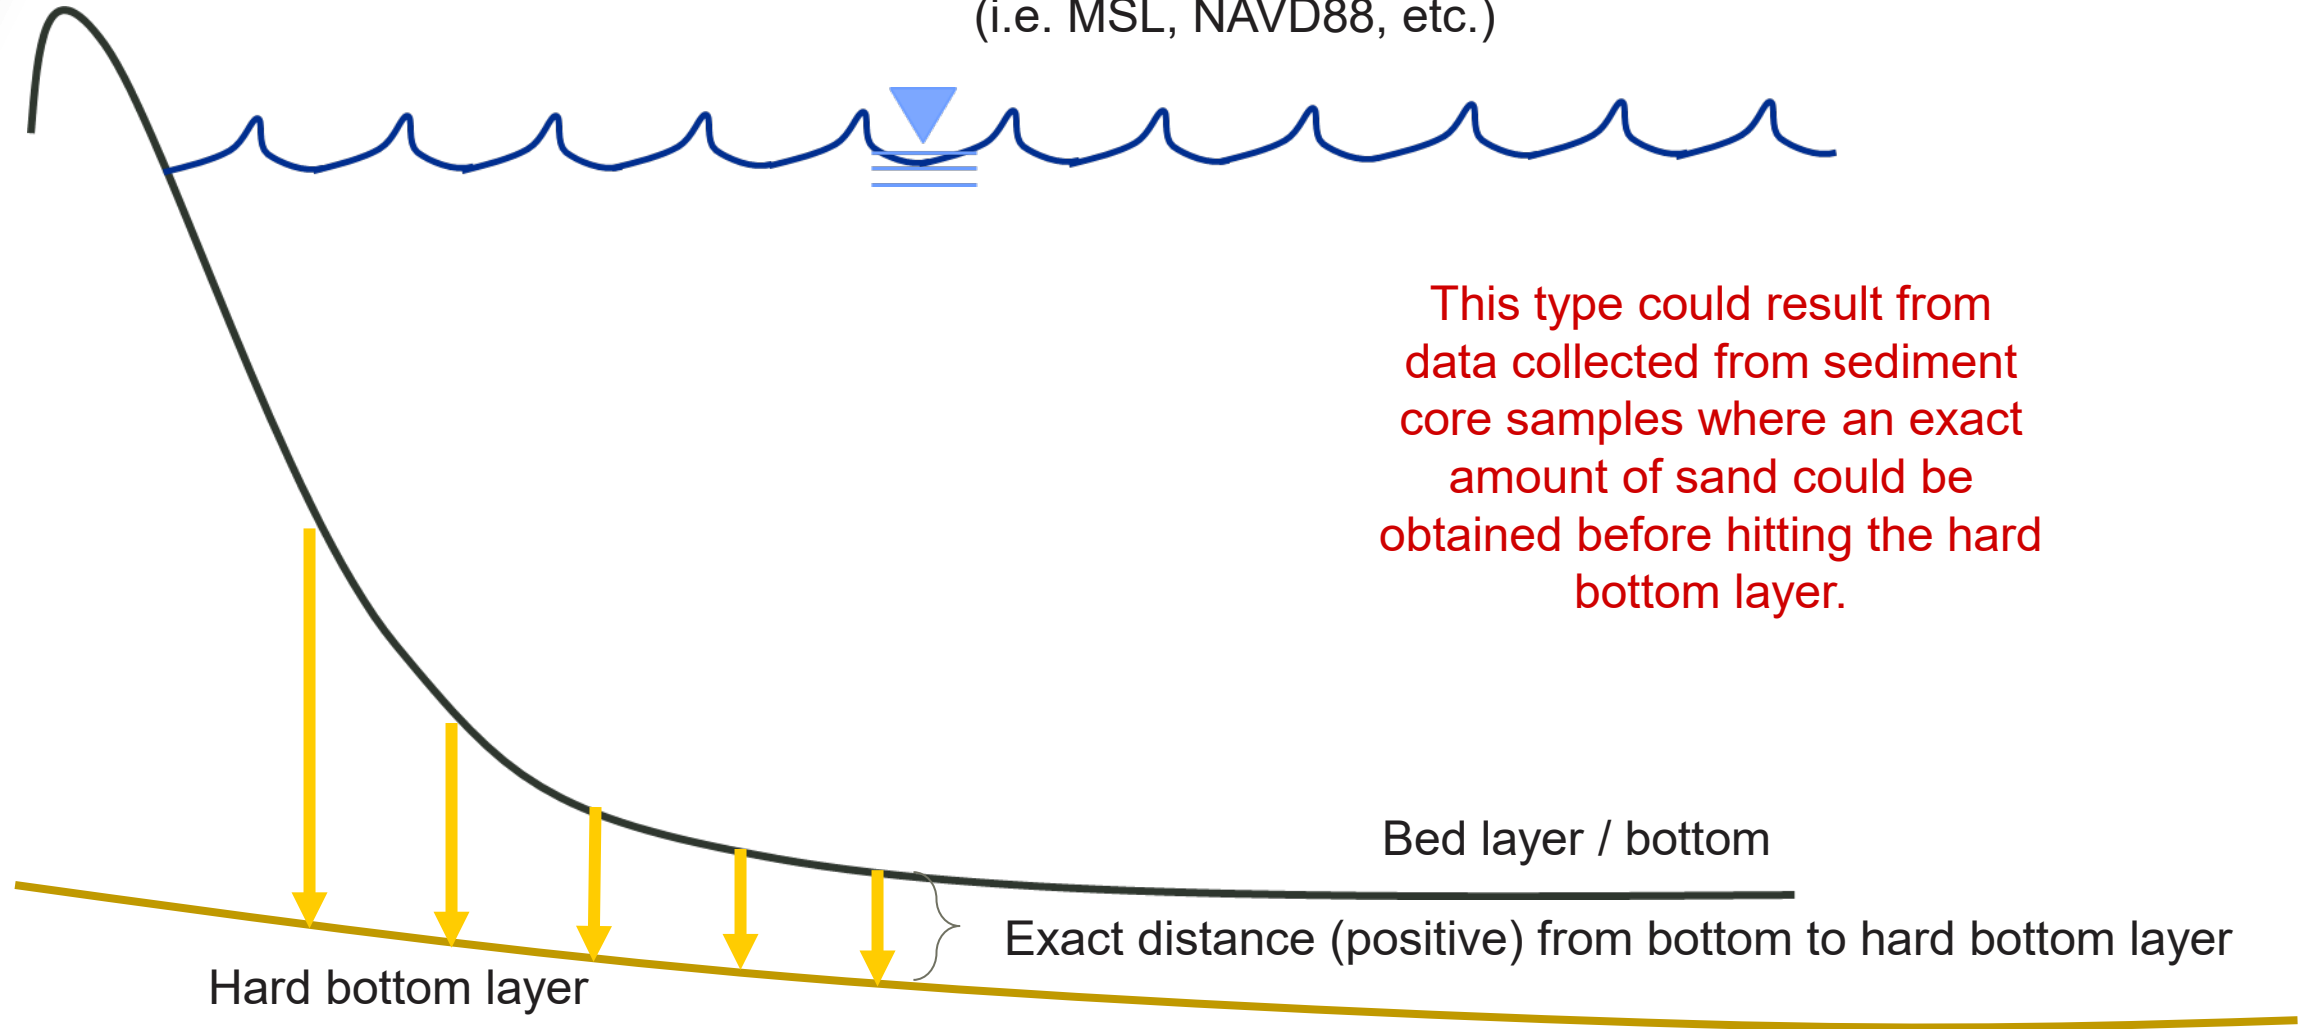 (i.e. MSL, NAVD88, etc.)
This type could result from
data collected from sediment
core samples where an exact
amount of sand could be
obtained before hitting the hard
bottom layer.
Bed layer / bottom
Exact distance (positive) from bottom to hard bottom layer
Hard bottom layer